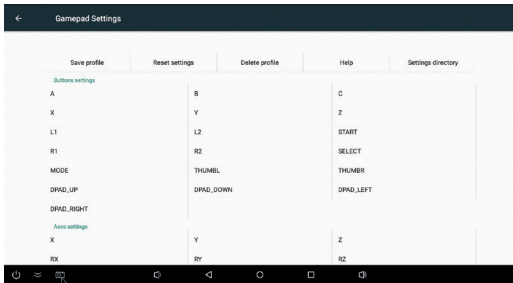 Gamepad Settings
Save profile Reset settings Delete profile Help Settings directory
Buttons settings
A B C
X Y Z
L1 L2 START
R1 R2 SELECT
MODE THUMBL THUMBR
DPAD_UP DPAD_DOWN DPAD_LEFT
DPAD_RIGHT
Axes settings
X Y Z
RX RY RZ